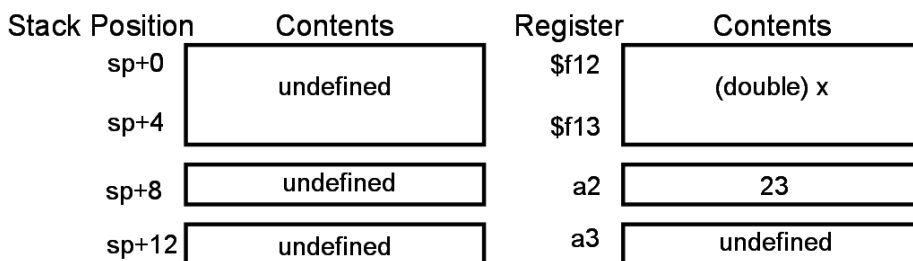 Stack Position Contents Register Contents
sp+0 undefined $f12 (double) x
sp+4 $f13
sp+8 undefined a2 23
sp+12 undefined a3 undefined